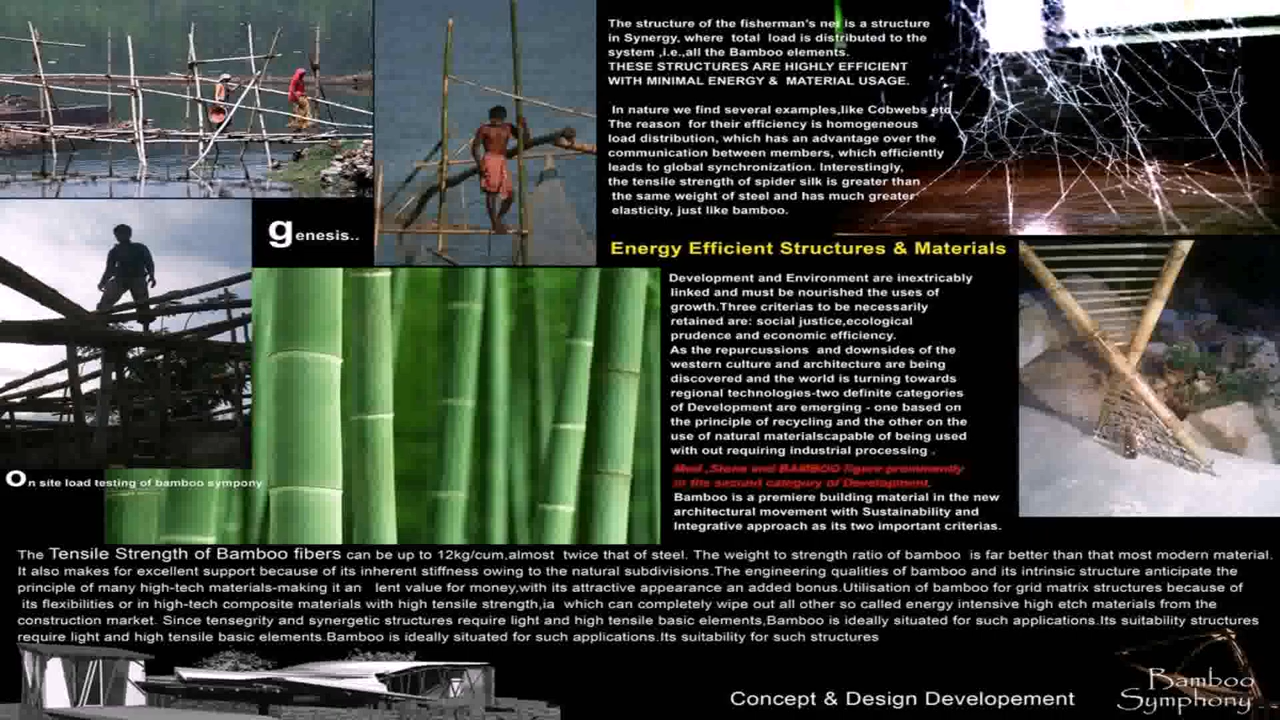 The structure of the fisherman's net is a structure
in Synergy, where total load is distributed to the
system ,i.e.,all the Bamboo elements.
THESE STRUCTURES ARE HIGHLY EFFICIENT
WITH MINIMAL ENERGY & MATERIAL USAGE.
In nature we find several examples,like Cobwebs etc
The reason for their efficiency is homogeneous
load distribution, which has an advantage over the
communication between members, which efficiently
leads to global synchronization. Interestingly,
the tensile strength of spider silk is greater than
the same weight of steel and has much greater
elasticity, just like bamboo.
genesis..
Energy Efficient Structures & Materials
Development and Environment are inextricably
linked and must be nourished the uses of
growth.Three criterias to be necessarily
retained are: social justice,ecological
prudence and economic efficiency.
As the repurcussions and downsides of the
western culture and architecture are being
discovered and the world is turning towards
regional technologies-two definite categories
of Development are emerging - one based on
the principle of recycling and the other on the
use of natural materialscapable of being used
with out requiring industrial processing .
Mud ,Stone and BAMBOO figure prominently
in the second category of Development.
Bamboo is a premiere building material in the new
architectural movement with Sustainability and
Integrative approach as its two important criterias.
On site load testing of bamboo sympony
The Tensile Strength of Bamboo fibers can be up to 12kg/cum,almost twice that of steel. The weight to strength ratio of bamboo is far better than that most modern material.
It also makes for excellent support because of its inherent stiffness owing to the natural subdivisions.The engineering qualities of bamboo and its intrinsic structure anticipate the
principle of many high-tech materials-making it an lent value for money,with its attractive appearance an added bonus.Utilisation of bamboo for grid matrix structures because of
its flexibilities or in high-tech composite materials with high tensile strength,ia which can completely wipe out all other so called energy intensive high etch materials from the
construction market. Since tensegrity and synergetic structures require light and high tensile basic elements,Bamboo is ideally situated for such applications.Its suitability structures
require light and high tensile basic elements.Bamboo is ideally situated for such applications.Its suitability for such structures
Concept & Design Developement
Bamboo
Symphony